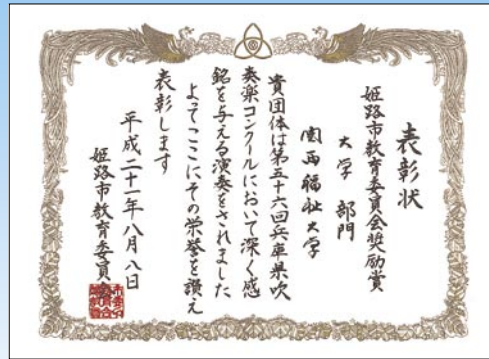 表彰状
姫路市教育委員会奨励賞
大学 部門
関西福祉大学
貴団体は第五十六回兵庫県吹
奏楽コンクールにおいて深く感
銘を与える演奏をされました
よってここにその栄誉を讃え
表彰します
平成二十一年八月八日
姫路市教育委員会